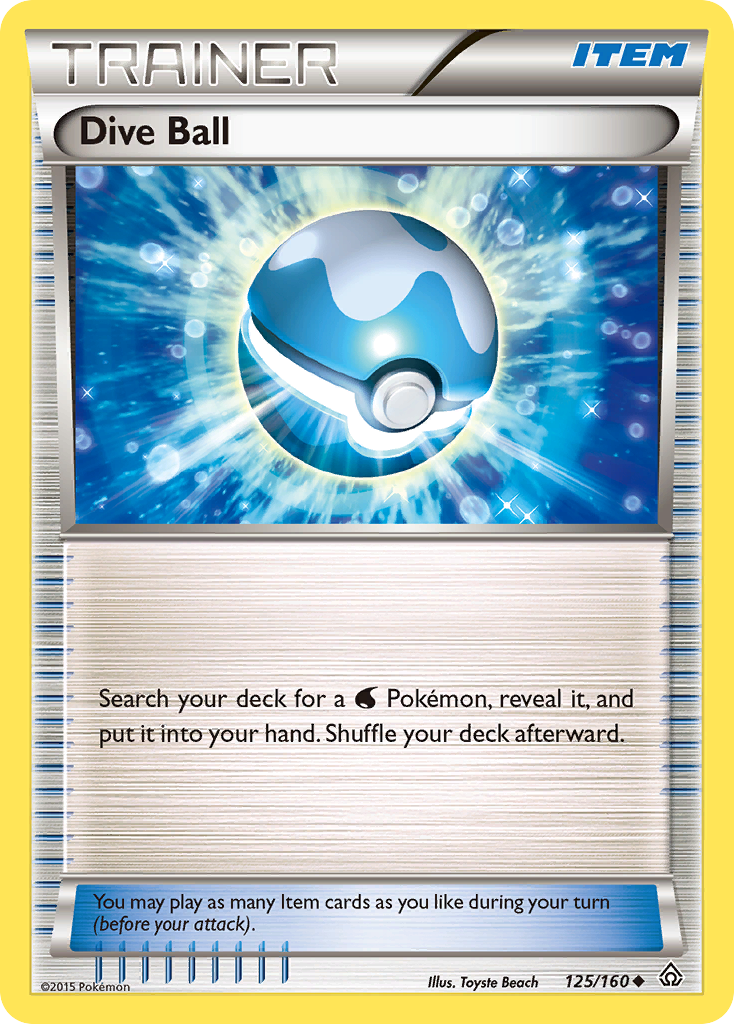 TRAINER
ITEM
Dive Ball
Search your deck for a Pokémon, reveal it, and
put it into your hand. Shuffle your deck afterward.
You may play as many Item cards as you like during your turn
(before your attack).
©2015 Pokémon
Illus. Toyste Beach
125/160